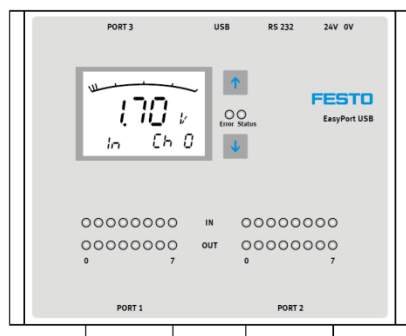 PORT 3 USB RS 232 24V 0V
1.70 V
In Ch 0
Error Status
FESTO
EasyPort USB
IN
OUT
0 7 0 7
PORT 1 PORT 2